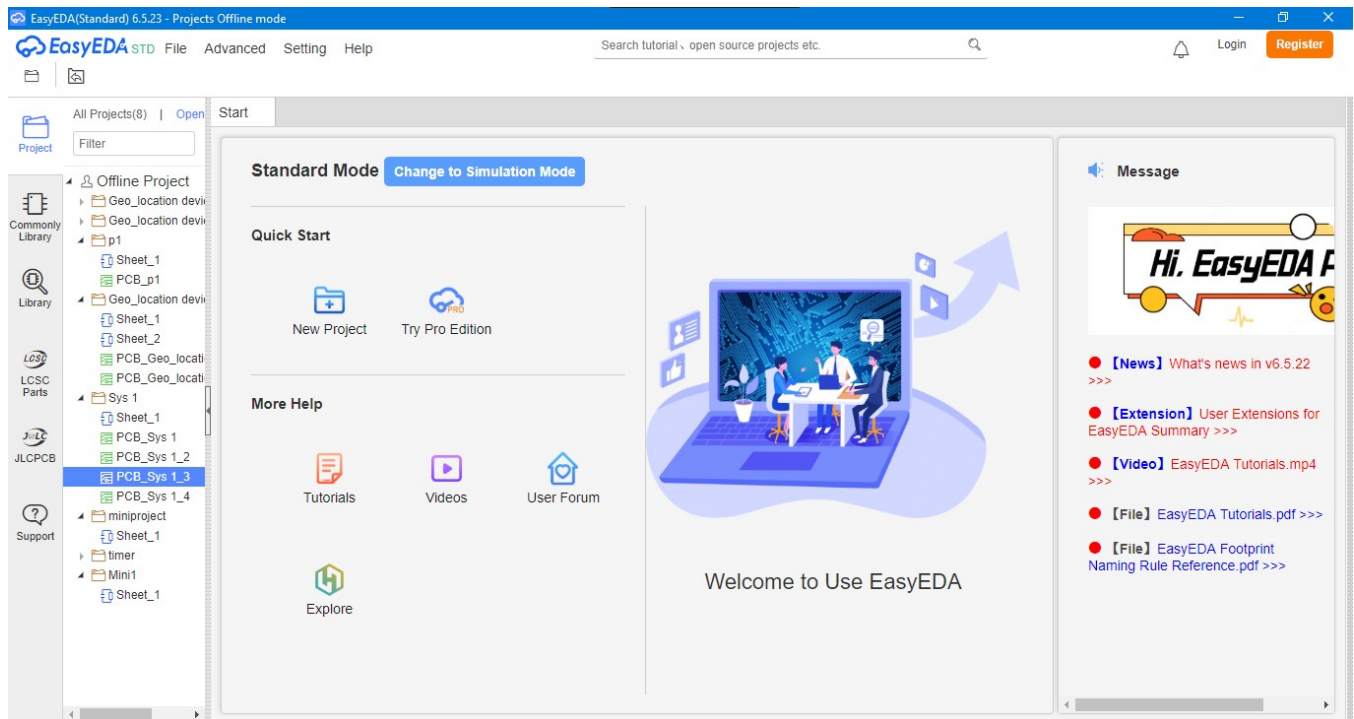 EasyEDA(Standard) 6.5.23 - Projects Offline mode
EasyEDA STD File Advanced Setting Help
Search tutorial、open source projects etc.
Login
Register
All Projects(8) | Open
Start
Project
Filter
Offline Project
Geo_location devi
Geo_location devi
p1
Sheet_1
PCB_p1
Geo_location devi
Sheet_1
Sheet_2
PCB_Geo_locati
PCB_Geo_locati
Sys 1
Sheet_1
PCB_Sys 1
PCB_Sys 1_2
PCB_Sys 1_3
PCB_Sys 1_4
miniproject
Sheet_1
timer
Mini1
Sheet_1
Commonly
Library
Library
LCSC
LCSC
Parts
JLC
JLCPCB
Support
Standard Mode
Change to Simulation Mode
Quick Start
New Project
PRO
Try Pro Edition
More Help
Tutorials
Videos
User Forum
Explore
Welcome to Use EasyEDA
Message
Hi, EasyEDA P
【News】What's news in v6.5.22
>>>
【Extension】User Extensions for
EasyEDA Summary >>>
【Video】EasyEDA Tutorials.mp4
>>>
【File】EasyEDA Tutorials.pdf >>>
【File】EasyEDA Footprint
Naming Rule Reference.pdf >>>